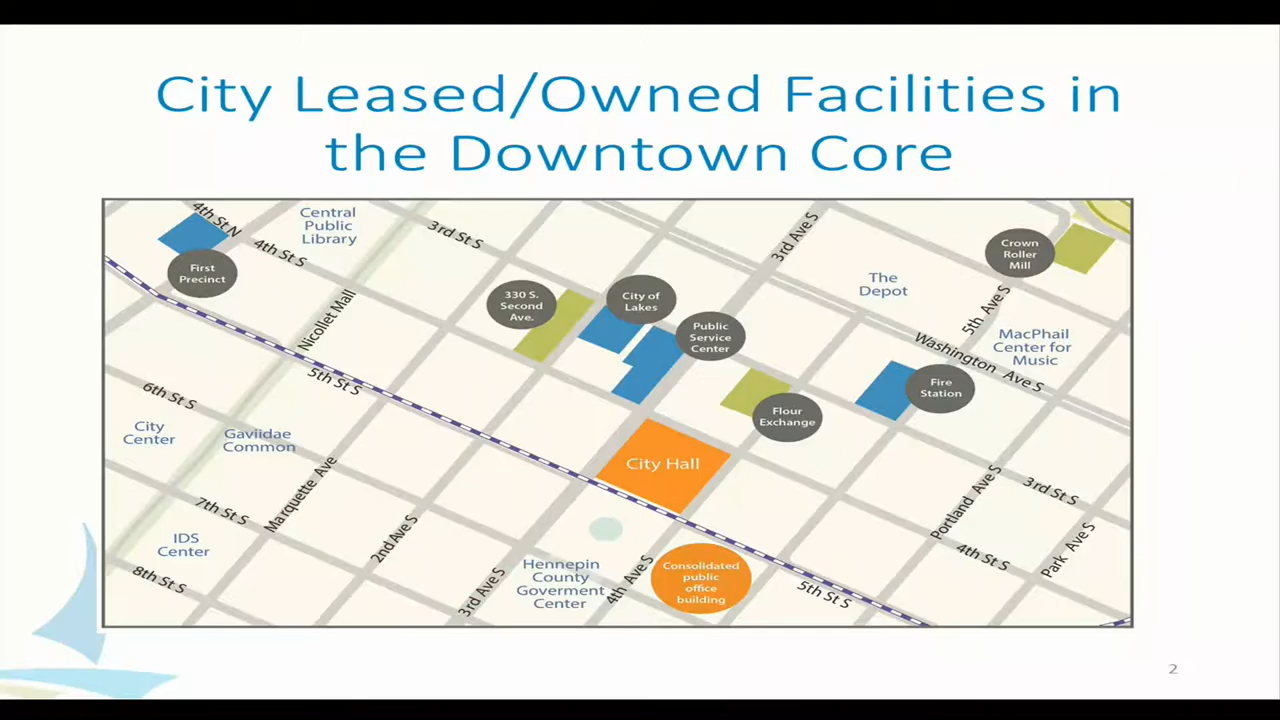 City Leased/Owned Facilities in
the Downtown Core
4th St N
Central
Public
Library
3rd St S
3rd Ave S
4th St S
First
Precinct
Crown
Roller
Mill
The
Depot
5th Ave S
330 S.
Second
Ave.
City of
Lakes
Public
Service
Center
Nicollet Mall
MacPhail
Center for
Music
Washington Ave S
5th St S
Fire
Station
6th St S
Flour
Exchange
City
Center
Gaviidae
Common
City Hall
Marquette Ave
Portland Ave S
3rd St S
7th St S
2nd Ave S
IDS
Center
Park Ave S
4th St S
8th St S
3rd Ave S
Hennepin
County
Goverment
Center
4th Ave S
Consolidated
public
office
building
5th St S
2